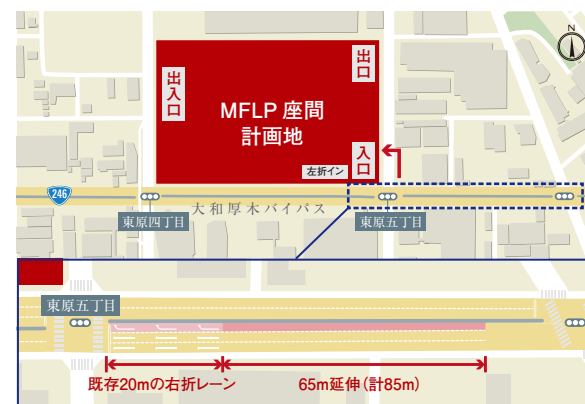 N
出入口
出口
MFLP 座間
計画地
入口
左折イン
246
大和厚木バイパス
東原四丁目
東原五丁目
東原五丁目
既存20mの右折レーン
65m延伸（計85m）